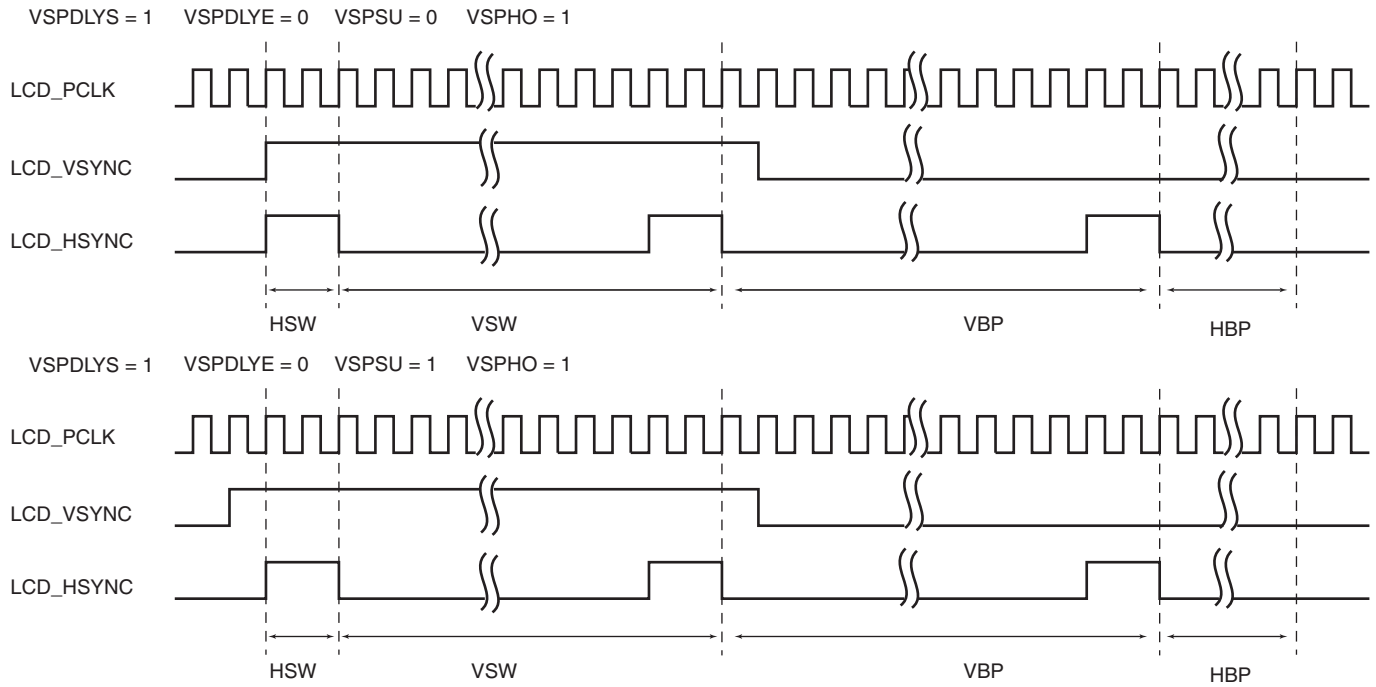 VSPDLYS = 1 VSPDLYE = 0 VSPSU = 0 VSPHO = 1
LCD_PCLK
LCD_VSYNC
LCD_HSYNC
HSW VSW VBP HBP
VSPDLYS = 1 VSPDLYE = 0 VSPSU = 1 VSPHO = 1
LCD_PCLK
LCD_VSYNC
LCD_HSYNC
HSW VSW VBP HBP